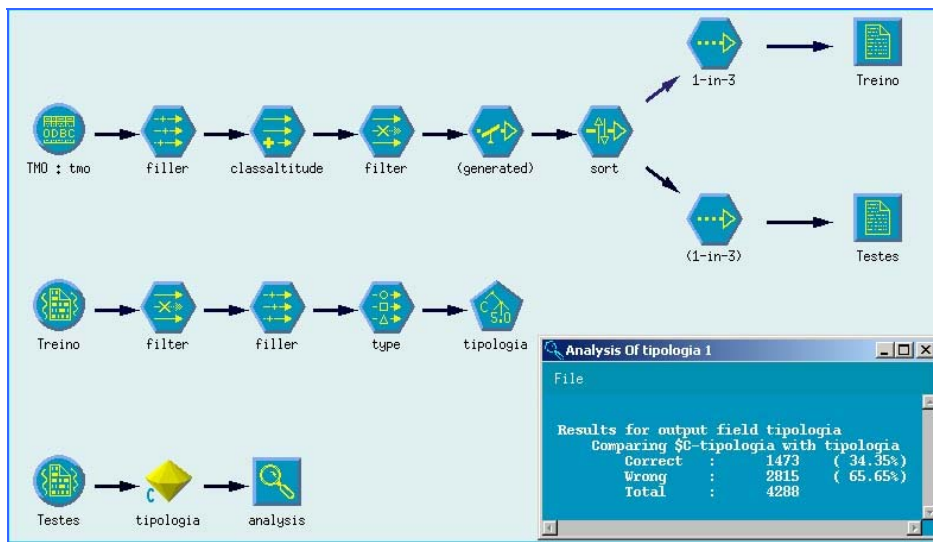 1-in-3
Treino
ODBC
TMO : tmo
filler
classaltitude
filter
(generated)
sort
(1-in-3)
Testes
C 5.0
Treino
filter
filler
type
tipologia
Analysis Of tipologia 1
File
Results for output field tipologia
Comparing $C-tipologia with tipologia
Correct : 1473 ( 34.35%)
Wrong : 2815 ( 65.65%)
Total : 4288
C
Testes
tipologia
analysis